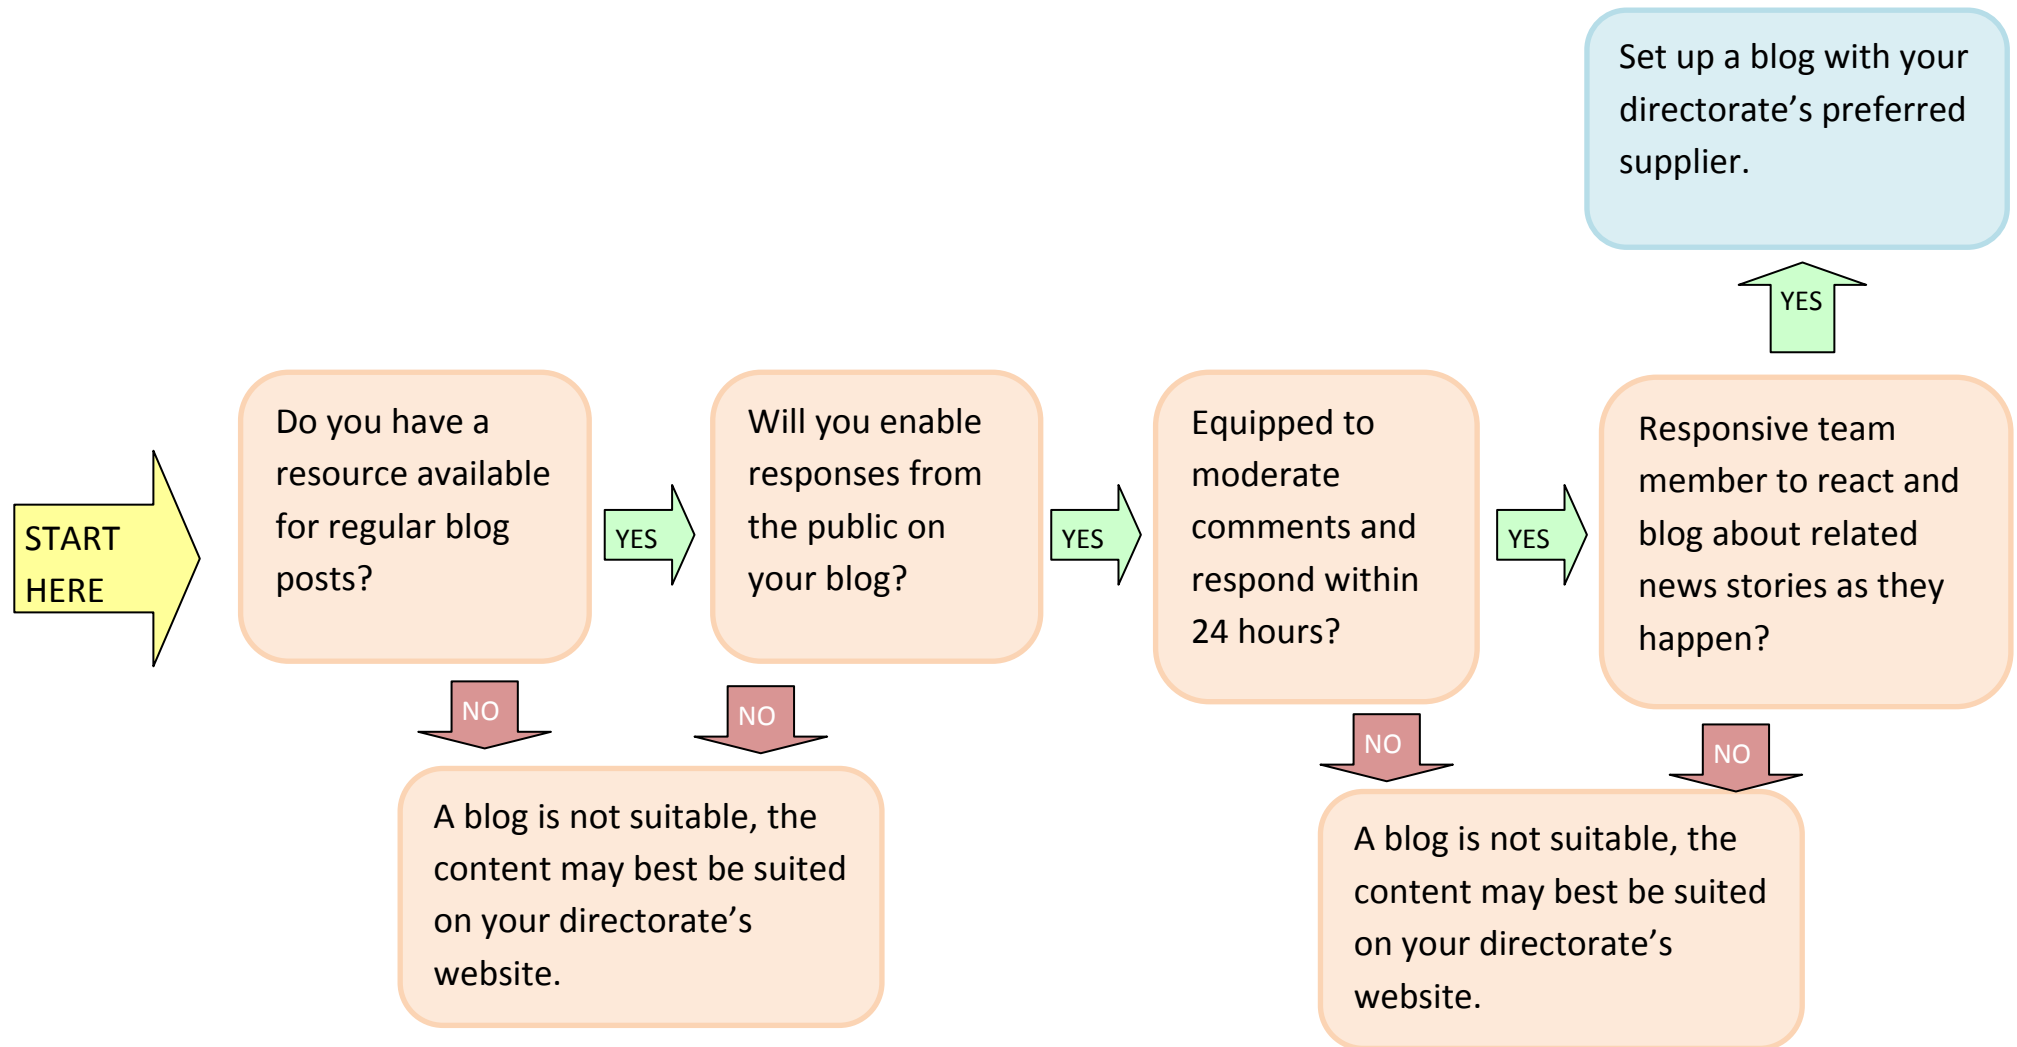 START
HERE
Do you have a
resource available
for regular blog
posts?
YES
Will you enable
responses from
the public on
your blog?
YES
Equipped to
moderate
comments and
respond within
24 hours?
YES
Responsive team
member to react and
blog about related
news stories as they
happen?
YES
Set up a blog with your
directorate’s preferred
supplier.
NO
NO
A blog is not suitable, the
content may best be suited
on your directorate’s
website.
NO
NO
A blog is not suitable, the
content may best be suited
on your directorate’s
website.